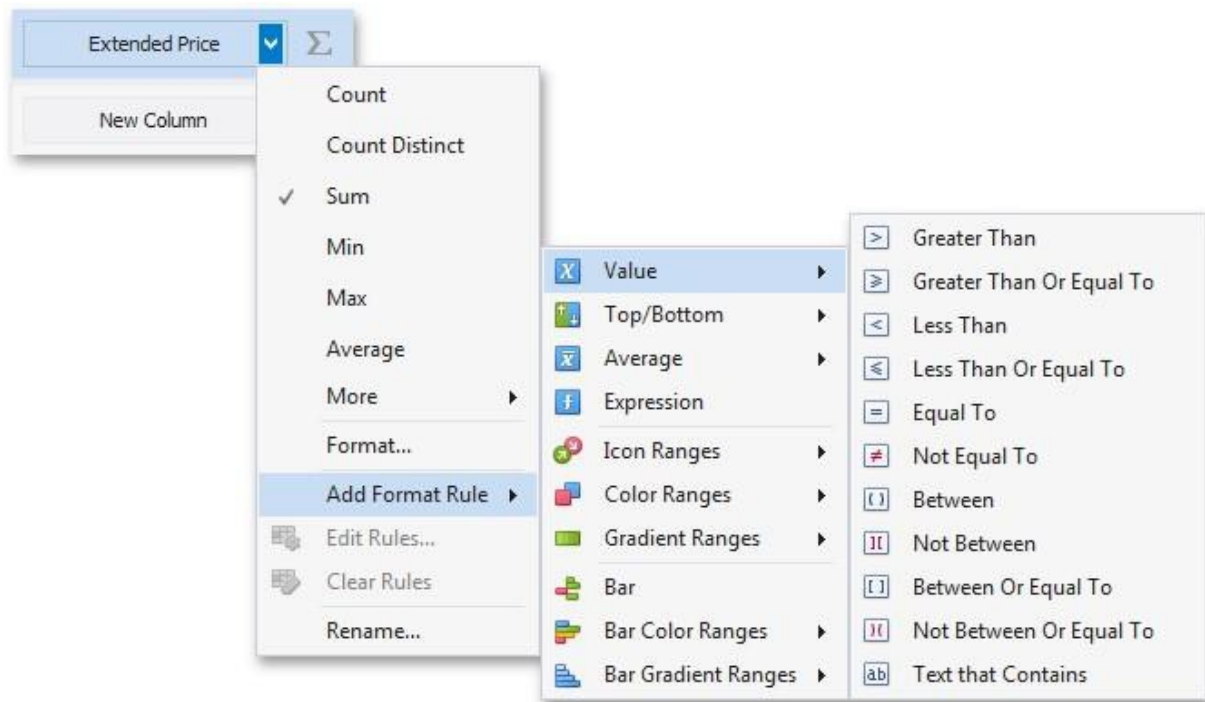 Extended Price
Σ
New Column
Count
Count Distinct
Sum
Min
Max
Average
More
Format...
Add Format Rule
Edit Rules...
Clear Rules
Rename...
Value
Top/Bottom
Average
Expression
Icon Ranges
Color Ranges
Gradient Ranges
Bar
Bar Color Ranges
Bar Gradient Ranges
> Greater Than
⩾ Greater Than Or Equal To
< Less Than
⩽ Less Than Or Equal To
= Equal To
≠ Not Equal To
( ) Between
][ Not Between
[ ] Between Or Equal To
)( Not Between Or Equal To
ab Text that Contains